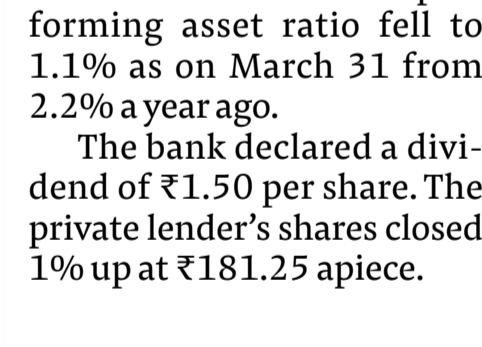 forming asset ratio fell to
1.1% as on March 31 from
2.2% a year ago.
The bank declared a divi-
dend of ₹1.50 per share. The
private lender's shares closed
1% up at ₹181.25 apiece.